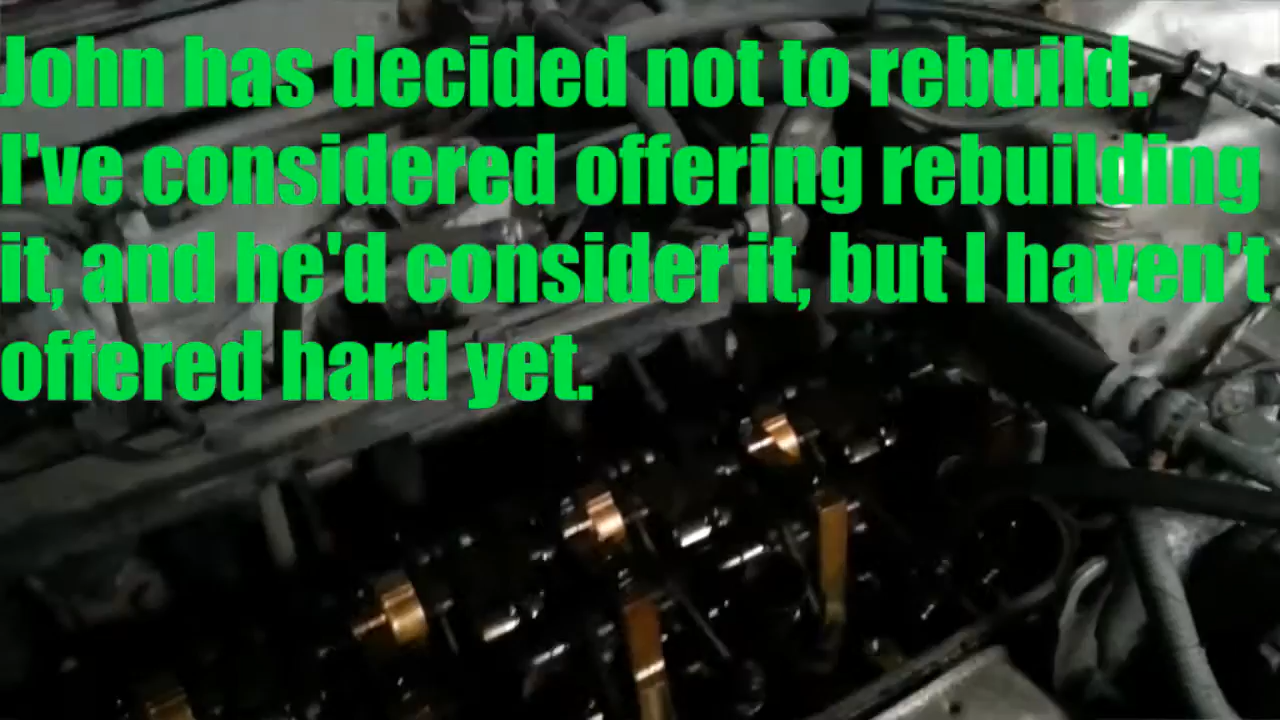 John has decided not to rebuild.
I've considered offering rebuilding
it, and he'd consider it, but I haven't
offered hard yet.